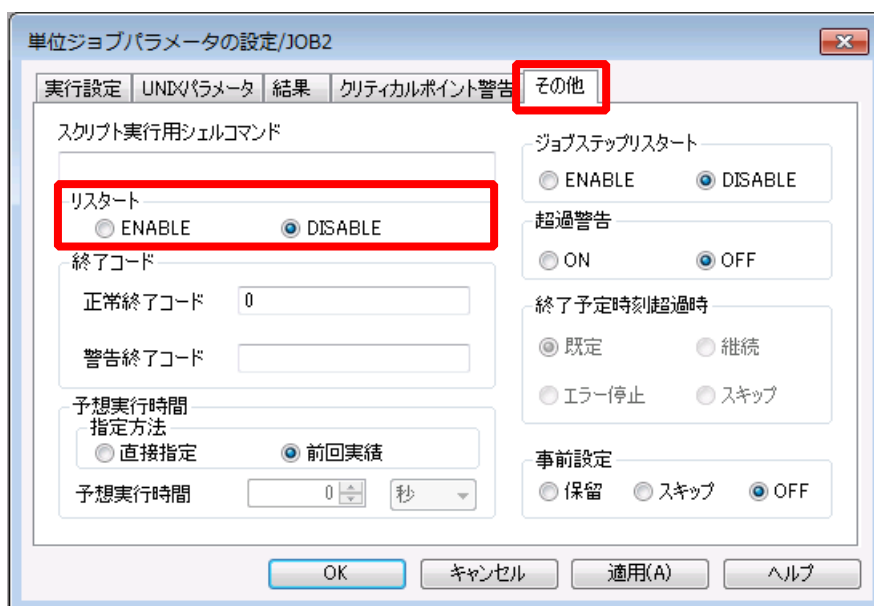 単位ジョブパラメータの設定/JOB2
実行設定 UNIXパラメータ 結果 クリティカルポイント警告 その他
スクリプト実行用シェルコマンド
リスタート
ENABLE DISABLE
終了コード
正常終了コード 0
警告終了コード
予想実行時間
指定方法
直接指定 前回実績
予想実行時間 0 秒
ジョブステップリスタート
ENABLE DISABLE
超過警告
ON OFF
終了予定時刻超過時
既定 継続
エラー停止 スキップ
事前設定
保留 スキップ OFF
OK キャンセル 適用(A) ヘルプ